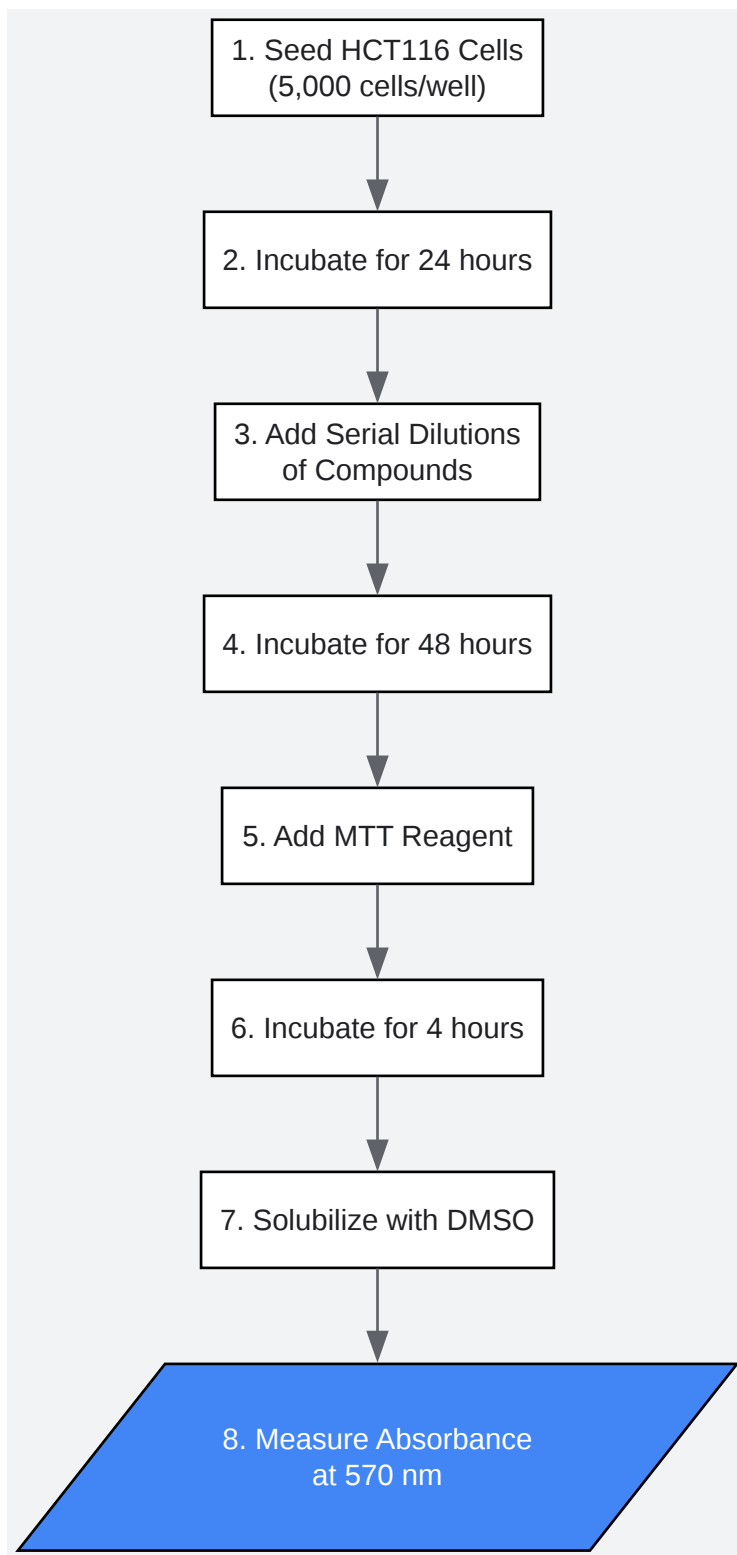 1. Seed HCT116 Cells
(5,000 cells/well)
2. Incubate for 24 hours
3. Add Serial Dilutions
of Compounds
4. Incubate for 48 hours
5. Add MTT Reagent
6. Incubate for 4 hours
7. Solubilize with DMSO
8. Measure Absorbance
at 570 nm